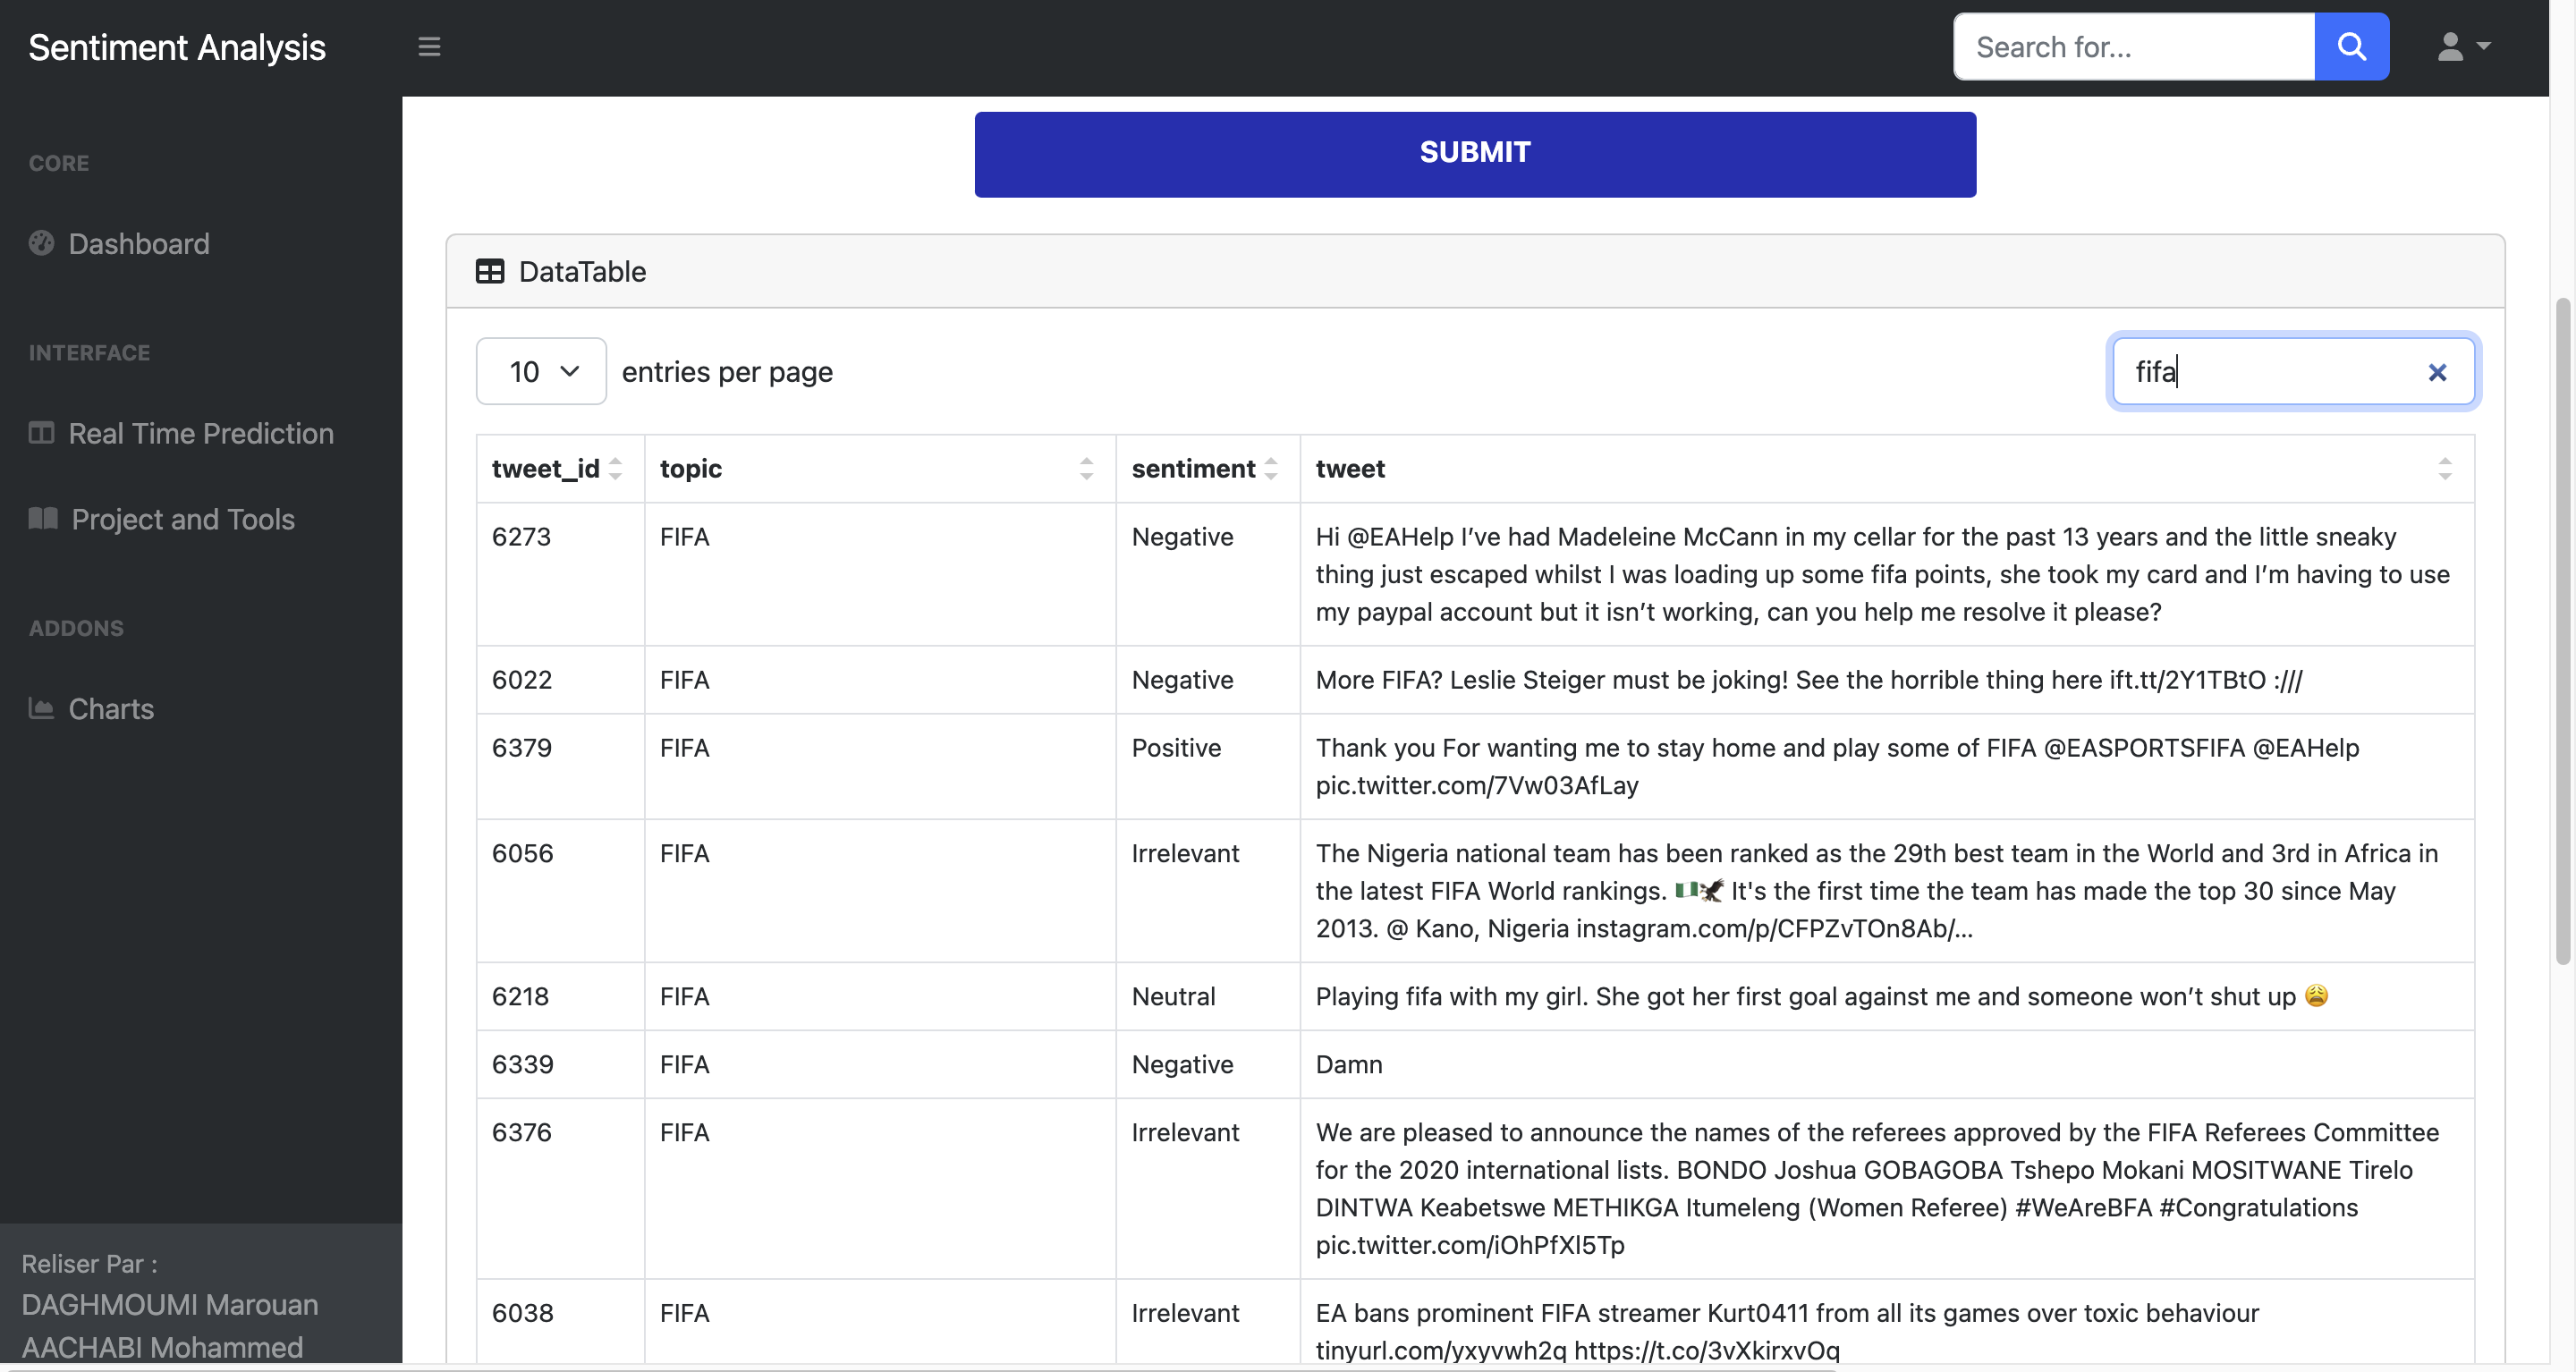 Sentiment Analysis
Search for...
CORE
Dashboard
INTERFACE
Real Time Prediction
Project and Tools
ADDONS
Charts
Reliser Par :
DAGHMOUMI Marouan
AACHABI Mohammed
SUBMIT
DataTable
10 entries per page
fifa
tweet_id topic sentiment tweet
6273 FIFA Negative Hi @EAHelp I’ve had Madeleine McCann in my cellar for the past 13 years and the little sneaky
thing just escaped whilst I was loading up some fifa points, she took my card and I’m having to use
my paypal account but it isn’t working, can you help me resolve it please?
6022 FIFA Negative More FIFA? Leslie Steiger must be joking! See the horrible thing here ift.tt/2Y1TBtO :///
6379 FIFA Positive Thank you For wanting me to stay home and play some of FIFA @EASPORTSFIFA @EAHelp
pic.twitter.com/7Vw03AfLay
6056 FIFA Irrelevant The Nigeria national team has been ranked as the 29th best team in the World and 3rd in Africa in
the latest FIFA World rankings. 🇳🇬🦅 It's the first time the team has made the top 30 since May
2013. @ Kano, Nigeria instagram.com/p/CFPZvTOn8Ab/…
6218 FIFA Neutral Playing fifa with my girl. She got her first goal against me and someone won’t shut up 😩
6339 FIFA Negative Damn
6376 FIFA Irrelevant We are pleased to announce the names of the referees approved by the FIFA Referees Committee
for the 2020 international lists. BONDO Joshua GOBAGOBA Tshepo Mokani MOSITWANE Tirelo
DINTWA Keabetswe METHIKGA Itumeleng (Women Referee) #WeAreBFA #Congratulations
pic.twitter.com/iOhPfXl5Tp
6038 FIFA Irrelevant EA bans prominent FIFA streamer Kurt0411 from all its games over toxic behaviour
tinyurl.com/yxyvwh2q https://t.co/3vXkirxvOq